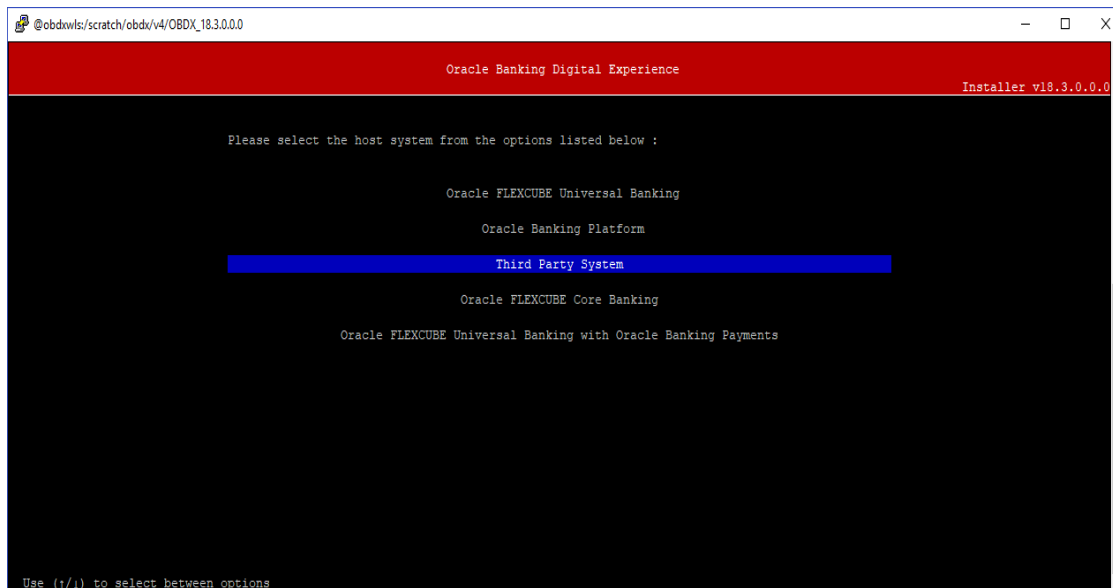 @obdxwls:/scratch/obdx/v4/OBDX_18.3.0.0.0
Oracle Banking Digital Experience
Installer v18.3.0.0.0
Please select the host system from the options listed below :
Oracle FLEXCUBE Universal Banking
Oracle Banking Platform
Third Party System
Oracle FLEXCUBE Core Banking
Oracle FLEXCUBE Universal Banking with Oracle Banking Payments
Use (↑/↓) to select between options